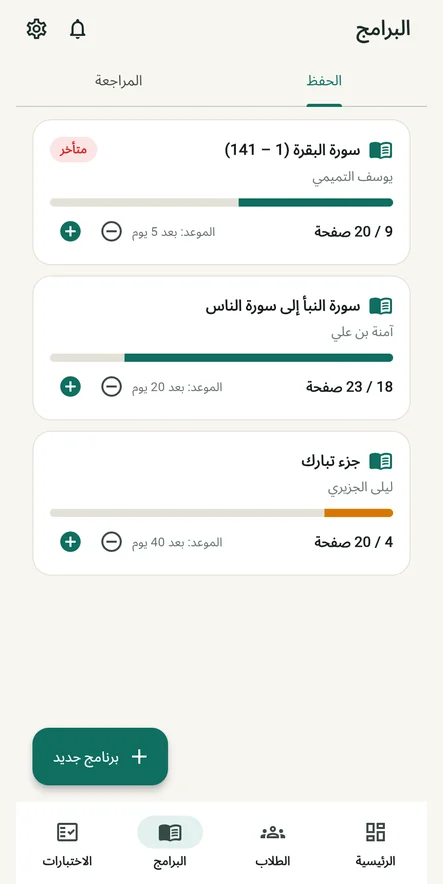 البرامج
الحفظ
المراجعة
سورة البقرة (1 – 141)
متأخر
يوسف التميمي
9 / 20 صفحة
الموعد: بعد 5 يوم
سورة النبأ إلى سورة الناس
آمنة بن علي
18 / 23 صفحة
الموعد: بعد 20 يوم
جزء تبارك
ليلى الجزيري
4 / 20 صفحة
الموعد: بعد 40 يوم
برنامج جديد
الرئيسية
الطلاب
البرامج
الاختبارات